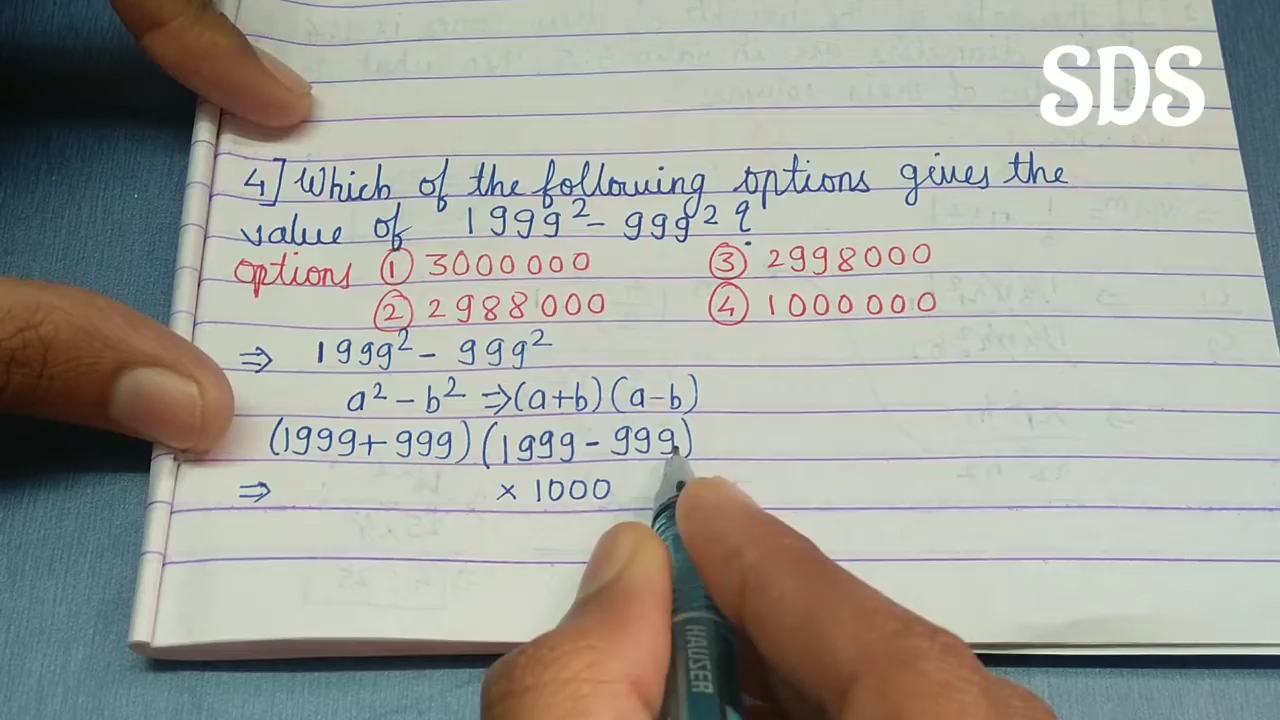 SDS
4] Which of the following options gives the
value of 1999² - 999² ?
options ① 3000000 ③ 2998000
② 2988000 ④ 1000000
⇒ 1999² - 999²
a² - b² ⇒ (a+b) (a-b)
(1999+ 999) (1999 - 999)
⇒ × 1000
HAUSER